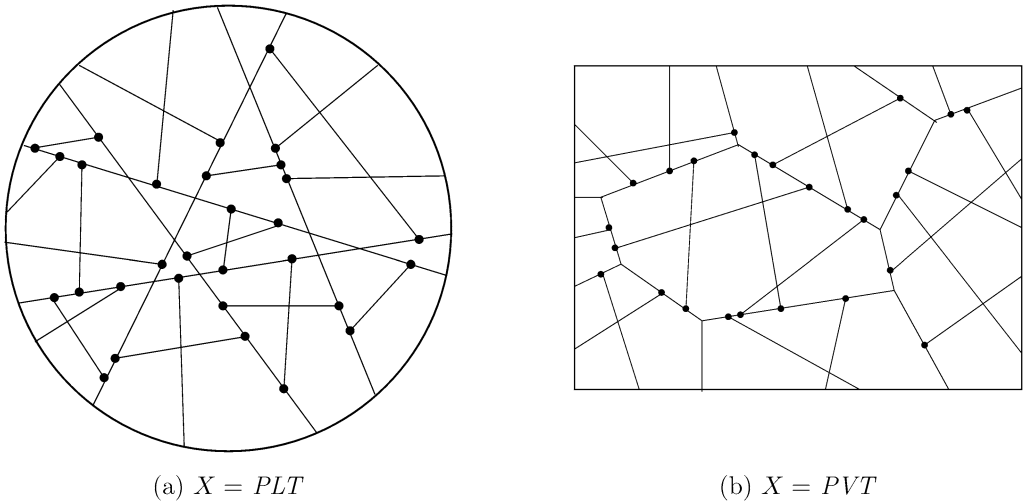 (a) X = PLT
(b) X = PVT